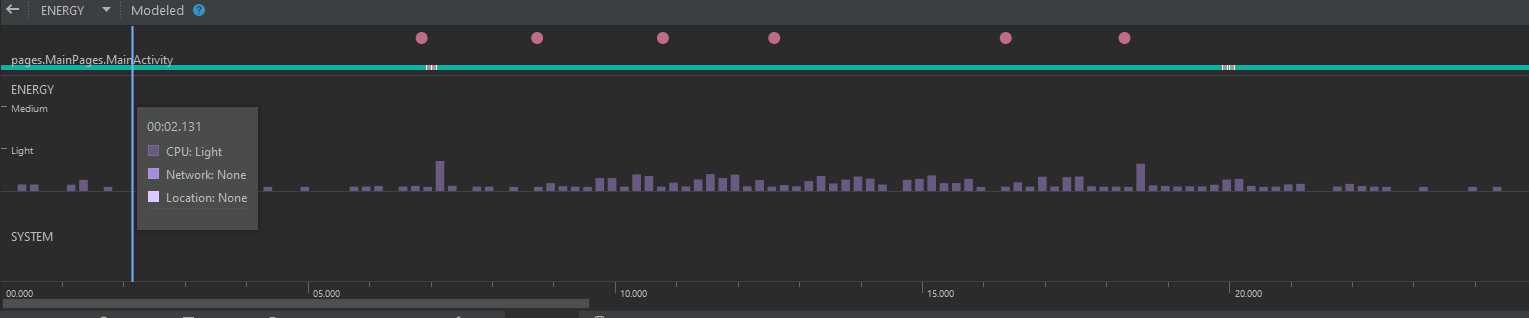 ENERGY Modeled ?
pages.MainPages.MainActivity
ENERGY
Medium
Light
00:02.131
CPU: Light
Network: None
Location: None
SYSTEM
00.000 05.000 10.000 15.000 20.000